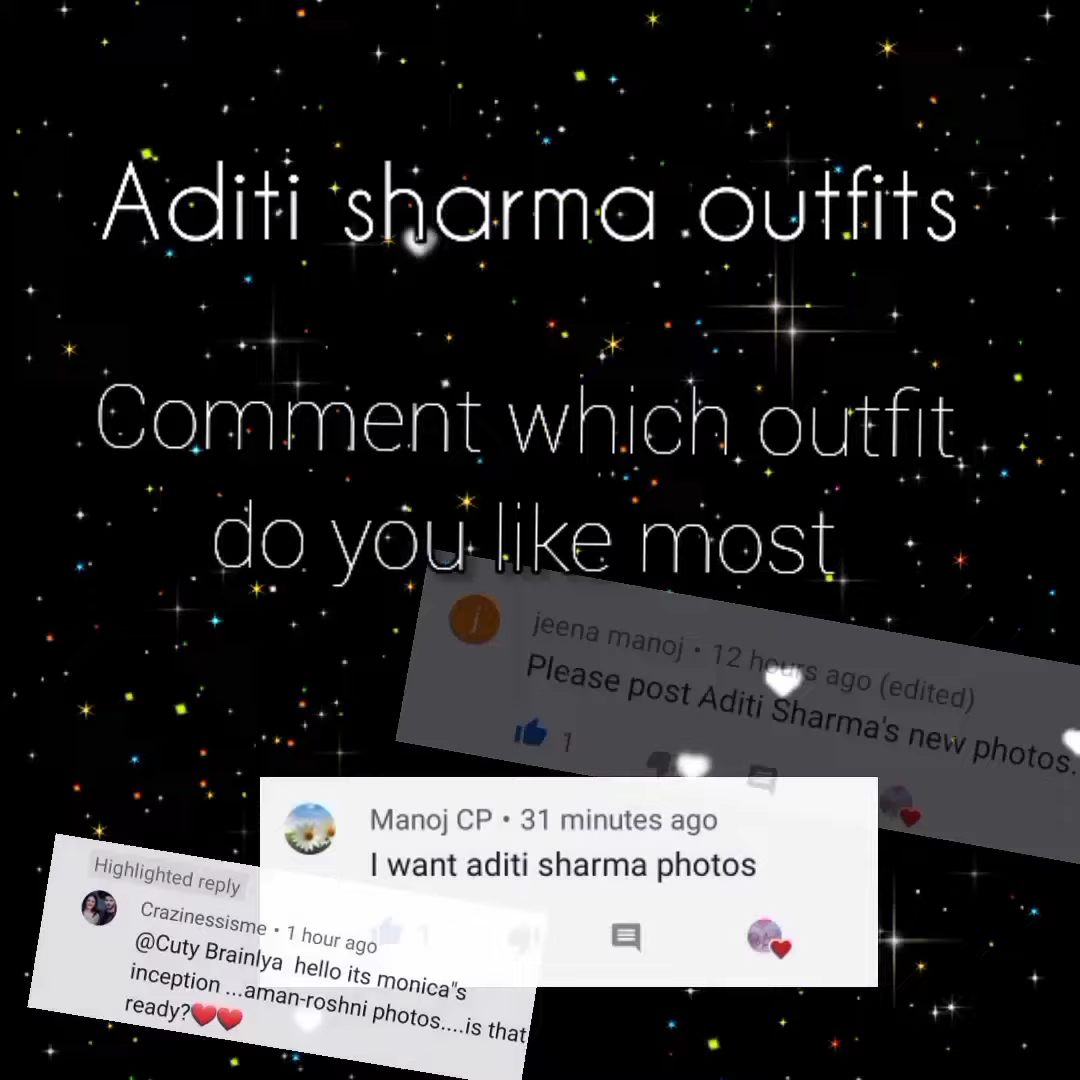 Aditi sharma outfits
Comment which outfit
do you like most
jeena manoj • 12 hours ago (edited)
Please post Aditi Sharma's new photos.
1
Manoj CP • 31 minutes ago
I want aditi sharma photos
1
Highlighted reply
Crazinessisme • 1 hour ago
@Cuty Brainlya hello its monica"s
inception ...aman-roshni photos....is that
ready?❤️❤️